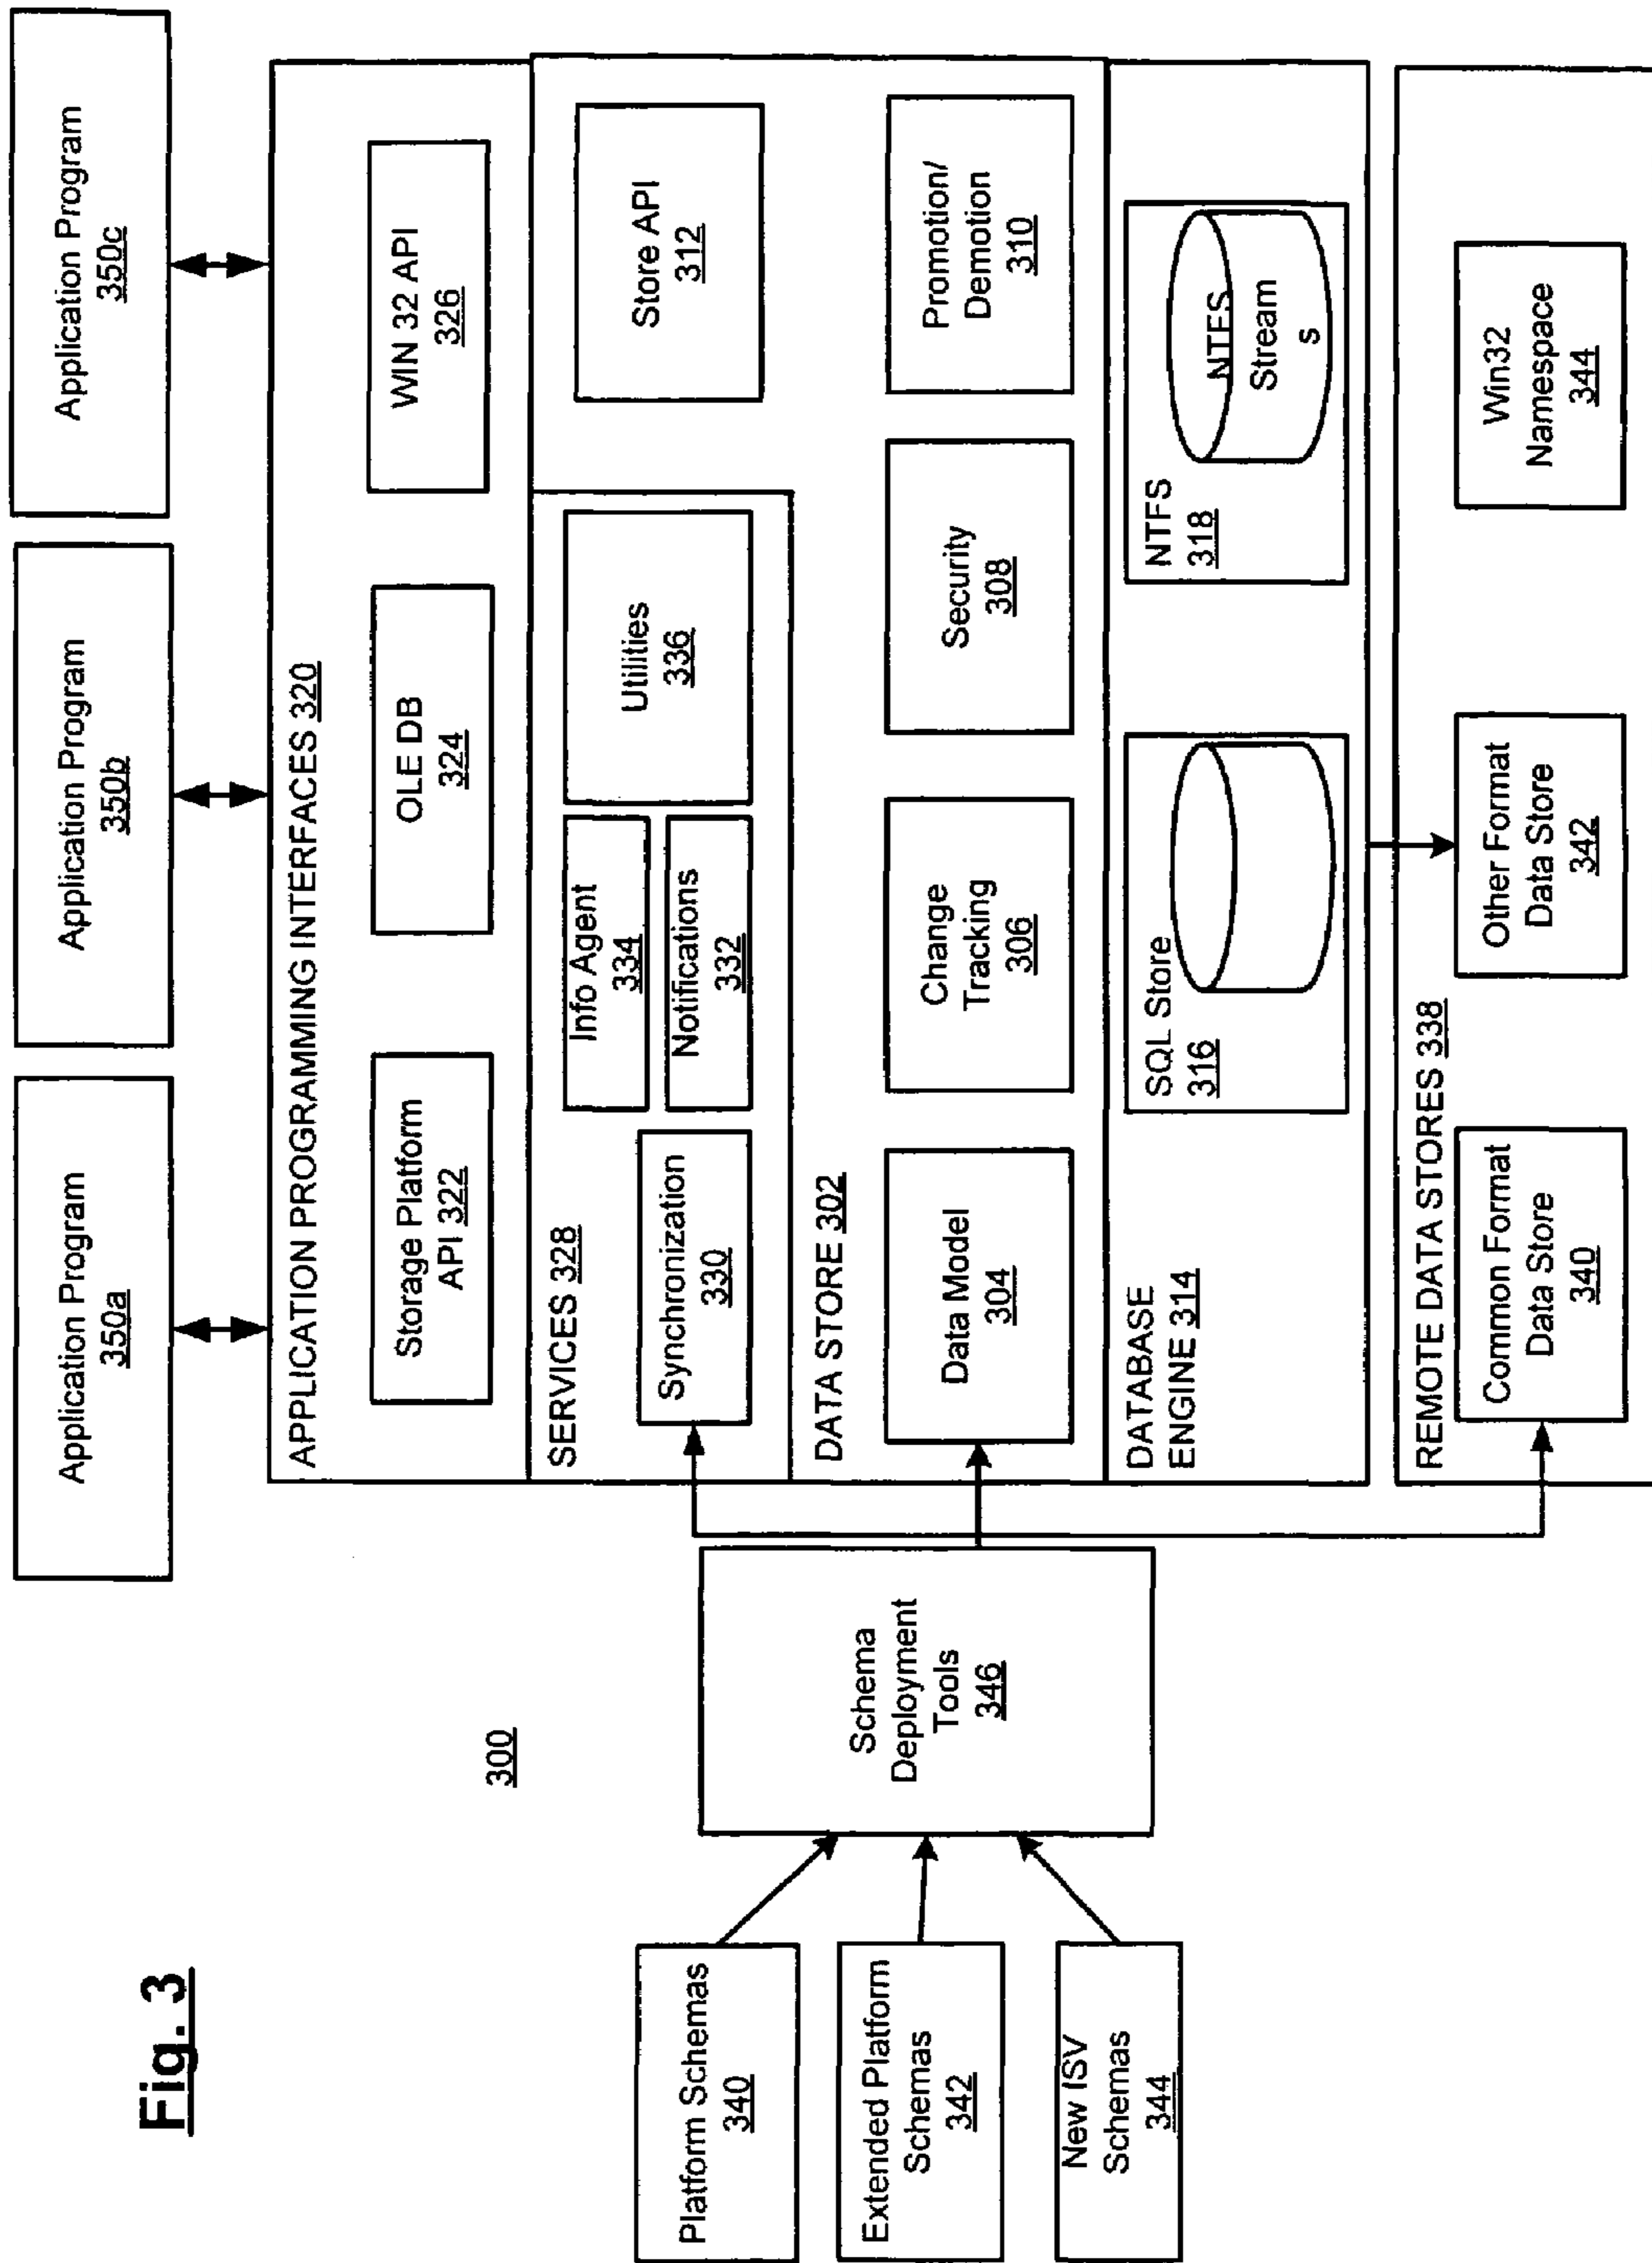 Fig. 3
300
Application Program
350a
Application Program
350b
Application Program
350c
APPLICATION PROGRAMMING INTERFACES 320
Storage Platform
API 322
OLE DB
324
WIN 32 API
326
SERVICES 328
Synchronization
330
Info Agent
334
Notifications
332
Utilities
336
Store API
312
DATA STORE 302
Data Model
304
Change
Tracking
306
Security
308
Promotion/
Demotion
310
DATABASE
ENGINE 314
SQL Store
316
NTFS
318
NTFS
Stream
s
REMOTE DATA STORES 338
Common Format
Data Store
340
Other Format
Data Store
342
Win32
Namespace
344
Schema
Deployment
Tools
346
Platform Schemas
340
Extended Platform
Schemas
342
New ISV
Schemas
344